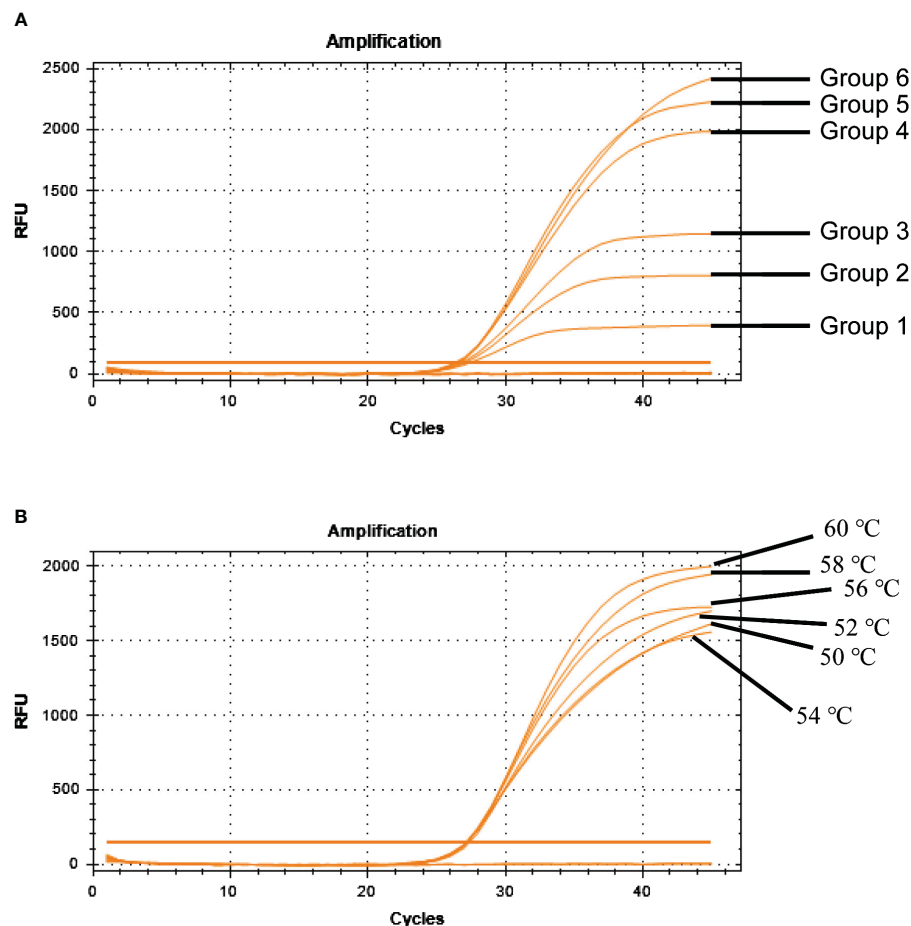 A
Amplification
2500
2000
1500
1000
500
0
RFU
0 10 20 30 40
Cycles
Group 6
Group 5
Group 4
Group 3
Group 2
Group 1
B
Amplification
2000
1500
1000
500
0
RFU
0 10 20 30 40
Cycles
60 °C
58 °C
56 °C
52 °C
50 °C
54 °C